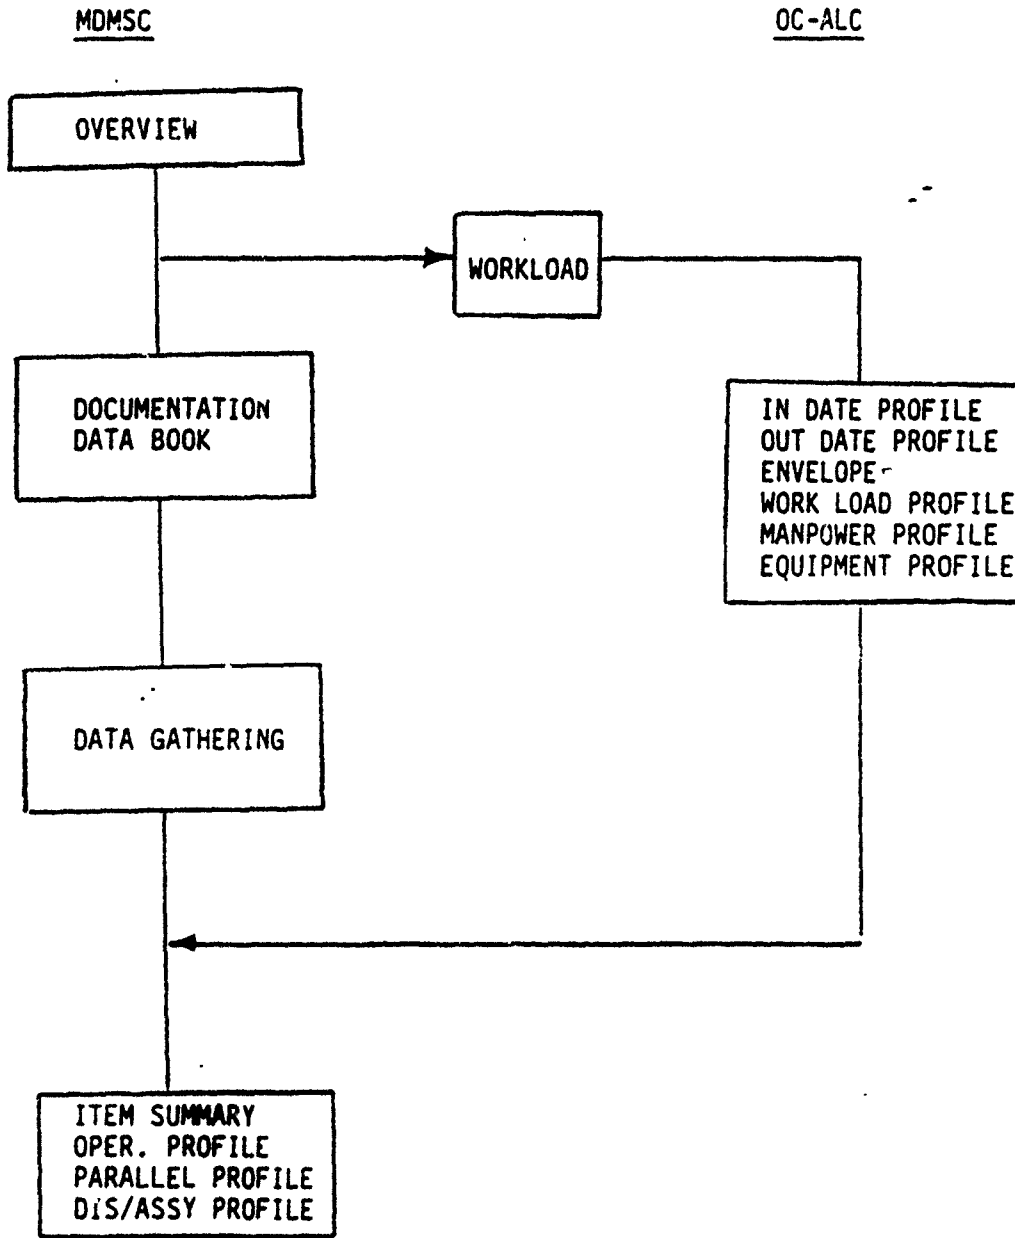 MDMSC
OC-ALC
OVERVIEW
WORKLOAD
DOCUMENTATION
DATA BOOK
IN DATE PROFILE
OUT DATE PROFILE
ENVELOPE
WORK LOAD PROFILE
MANPOWER PROFILE
EQUIPMENT PROFILE
DATA GATHERING
ITEM SUMMARY
OPER. PROFILE
PARALLEL PROFILE
DIS/ASSY PROFILE